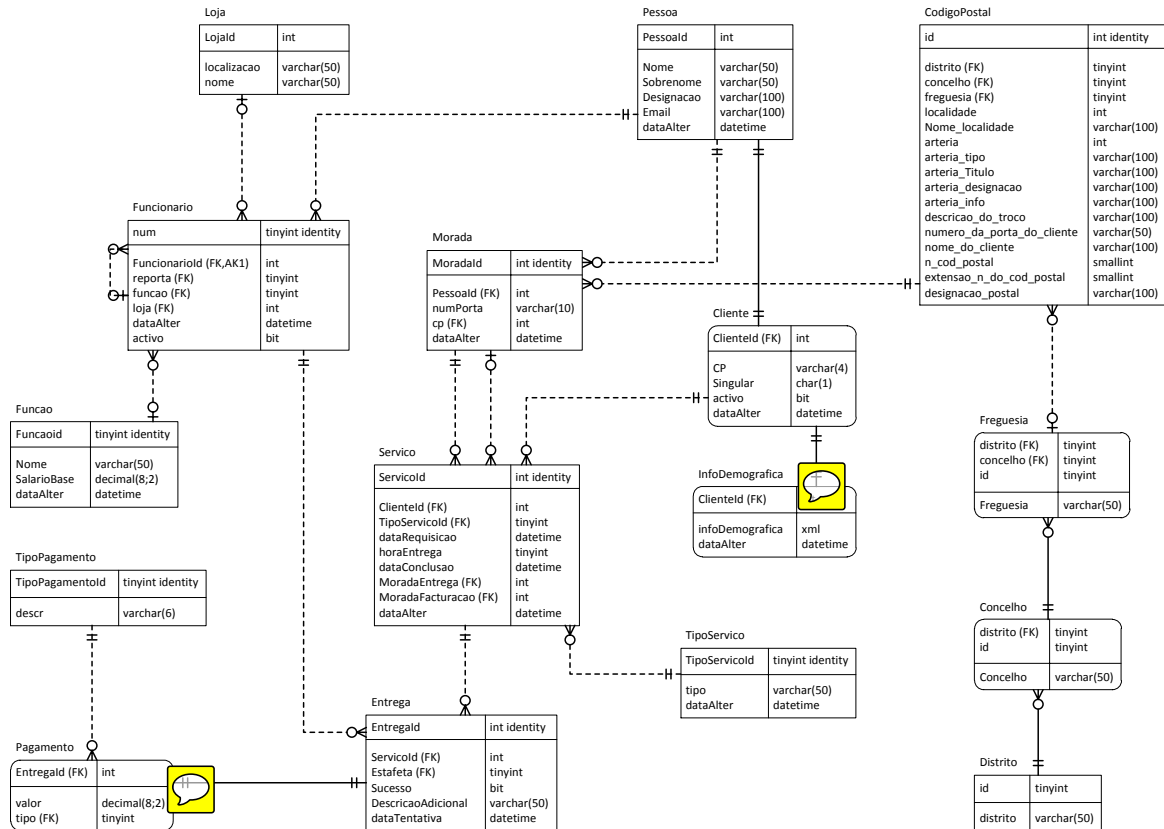 Loja
LojaId int
localizacao varchar(50)
nome varchar(50)
Pessoa
PessoaId int
Nome varchar(50)
Sobrenome varchar(50)
Designacao varchar(100)
Email varchar(100)
dataAlter datetime
CodigoPostal
id int identity
distrito (FK) tinyint
concelho (FK) tinyint
freguesia (FK) tinyint
localidade int
Nome_localidade varchar(100)
arteria int
arteria_tipo varchar(100)
arteria_Titulo varchar(100)
arteria_designacao varchar(100)
arteria_info varchar(100)
descricao_do_troco varchar(100)
numero_da_porta_do_cliente varchar(50)
nome_do_cliente varchar(100)
n_cod_postal smallint
extensao_n_do_cod_postal smallint
designacao_postal varchar(100)
Funcionario
num tinyint identity
FuncionarioId (FK,AK1) int
reporta (FK) tinyint
funcao (FK) tinyint
loja (FK) int
dataAlter datetime
activo bit
Morada
MoradaId int identity
PessoaId (FK) int
numPorta varchar(10)
cp (FK) int
dataAlter datetime
Cliente
ClienteId (FK) int
CP varchar(4)
Singular char(1)
activo bit
dataAlter datetime
Funcao
Funcaoid tinyint identity
Nome varchar(50)
SalarioBase decimal(8;2)
dataAlter datetime
Servico
ServicoId int identity
ClienteId (FK) int
TipoServicoId (FK) tinyint
dataRequisicao datetime
horaEntrega tinyint
dataConclusao datetime
MoradaEntrega (FK) int
MoradaFacturacao (FK) int
dataAlter datetime
InfoDemografica
ClienteId (FK)
infoDemografica xml
dataAlter datetime
Freguesia
distrito (FK) tinyint
concelho (FK) tinyint
id tinyint
Freguesia varchar(50)
TipoPagamento
TipoPagamentoId tinyint identity
descr varchar(6)
TipoServico
TipoServicoId tinyint identity
tipo varchar(50)
dataAlter datetime
Concelho
distrito (FK) tinyint
id tinyint
Concelho varchar(50)
Entrega
EntregaId int identity
ServicoId (FK) int
Estafeta (FK) tinyint
Sucesso bit
DescricaoAdicional varchar(50)
dataTentativa datetime
Pagamento
EntregaId (FK) int
valor decimal(8;2)
tipo (FK) tinyint
Distrito
id tinyint
distrito varchar(50)